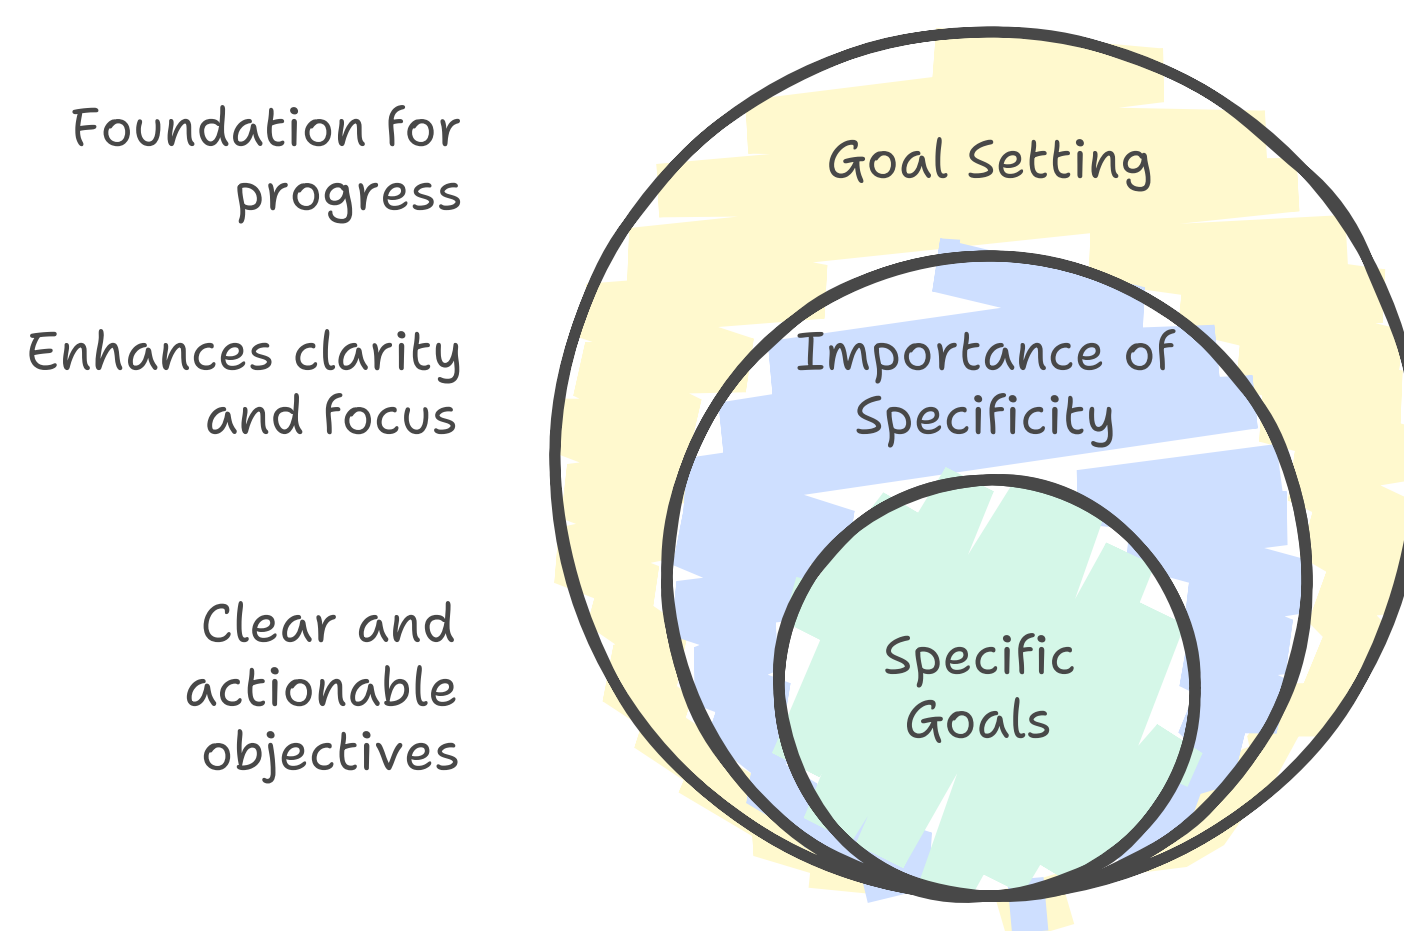 Foundation for
progress
Goal Setting
Enhances clarity
and focus
Importance of
Specificity
Clear and
actionable
objectives
Specific
Goals